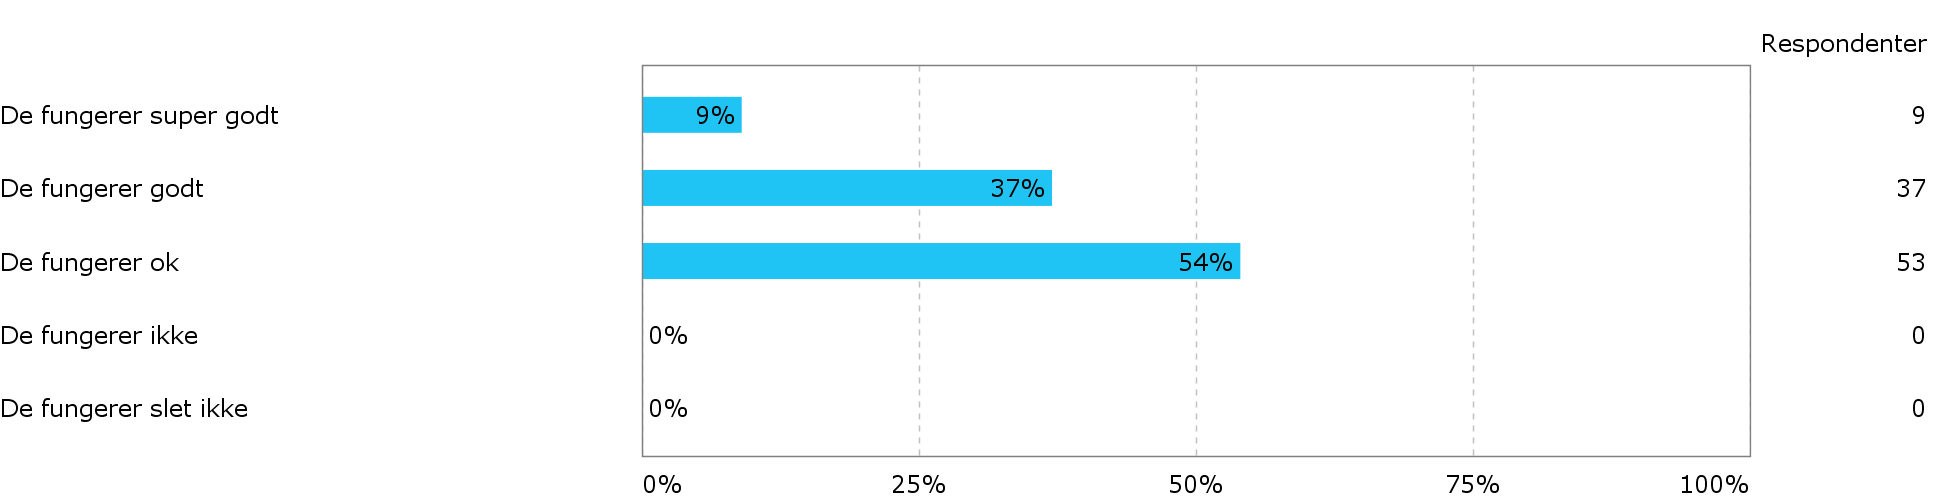 Respondenter
De fungerer super godt 9% 9
De fungerer godt 37% 37
De fungerer ok 54% 53
De fungerer ikke 0% 0
De fungerer slet ikke 0% 0
0% 25% 50% 75% 100%